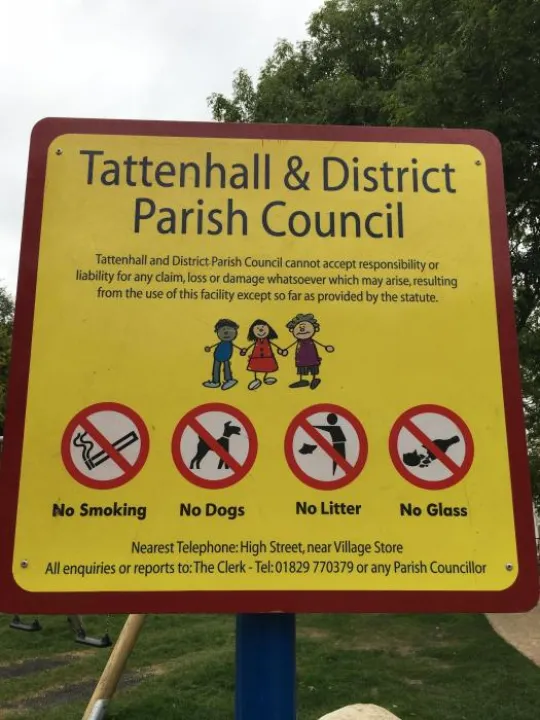 Tattenhall & District
Parish Council
Tattenhall and District Parish Council cannot accept responsibility or
liability for any claim, loss or damage whatsoever which may arise, resulting
from the use of this facility except so far as provided by the statute.
No Smoking No Dogs No Litter No Glass
Nearest Telephone: High Street, near Village Store
All enquiries or reports to: The Clerk - Tel: 01829 770379 or any Parish Councillor